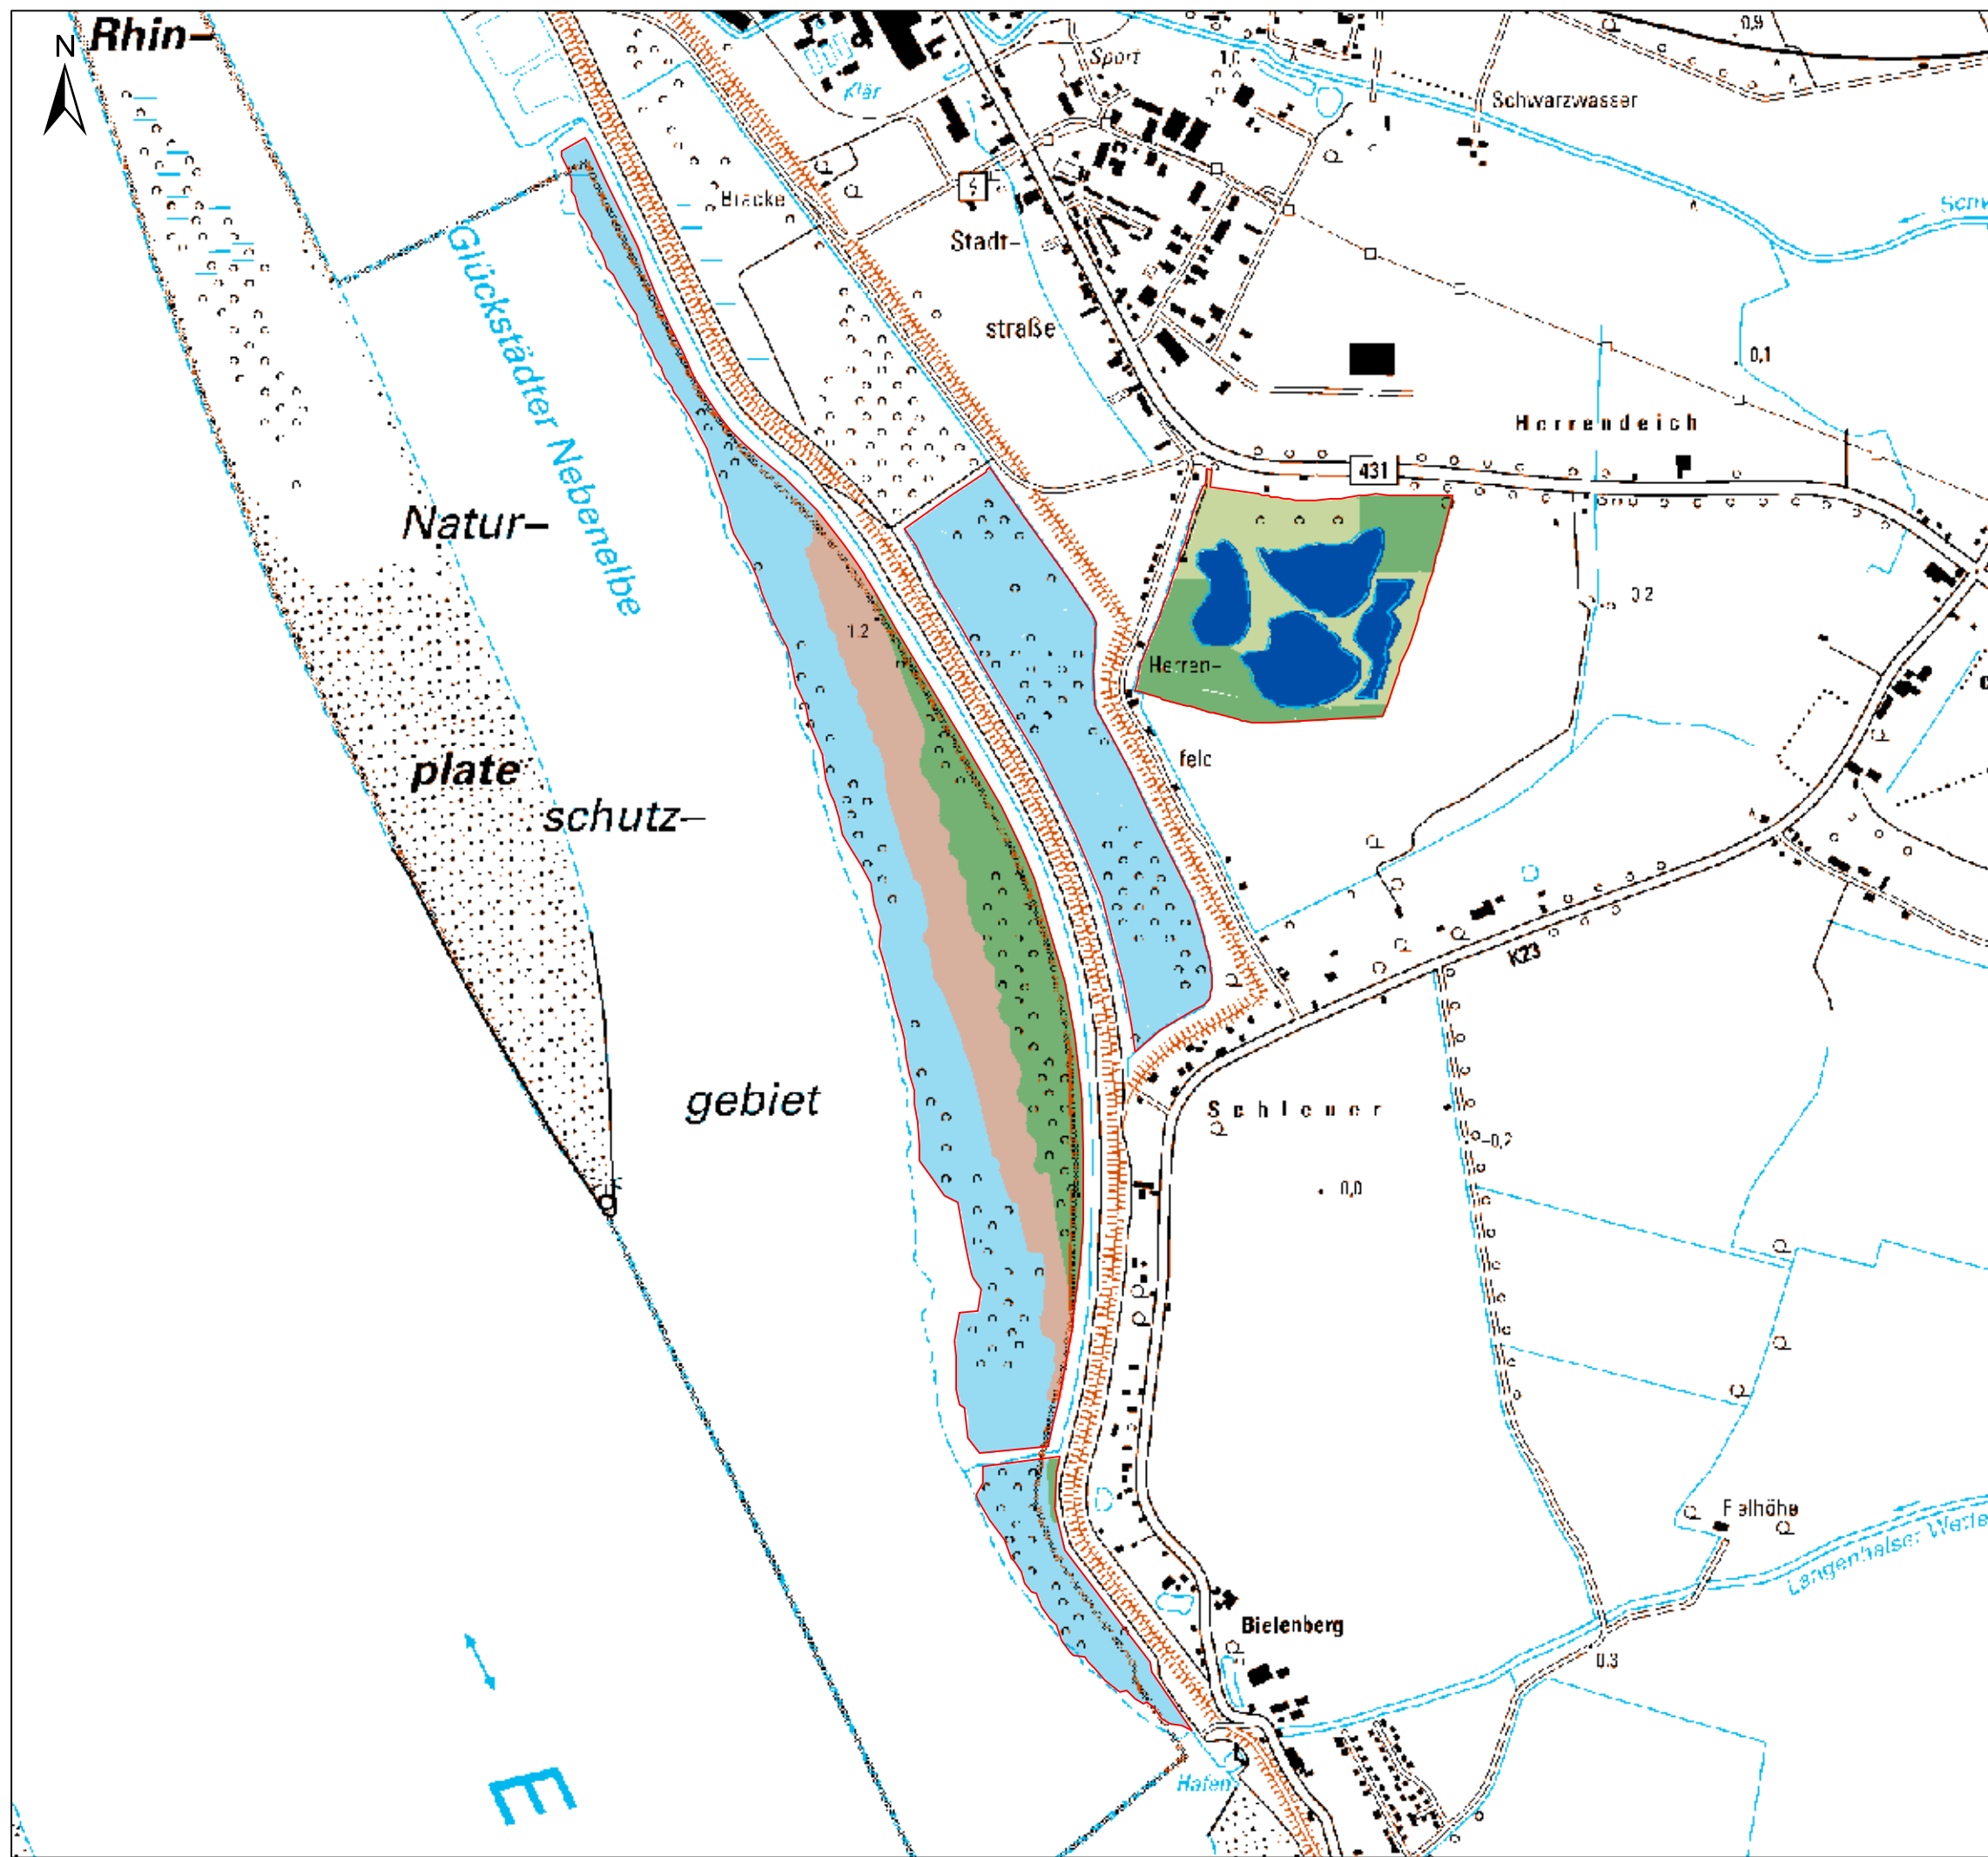 N
Rhin–
0,9
Sport
1,0
Klär
Schwarzwasser
Bracke
Stadt–
straße
Glückstädter Nebenelbe
0,1
Herrendeich
431
Natur–
0,2
1,2
Herren–
feld
plate
schutz–
K23
gebiet
Schleuer
–0,2
0,0
Bielenberg
0,3
Hafen
E